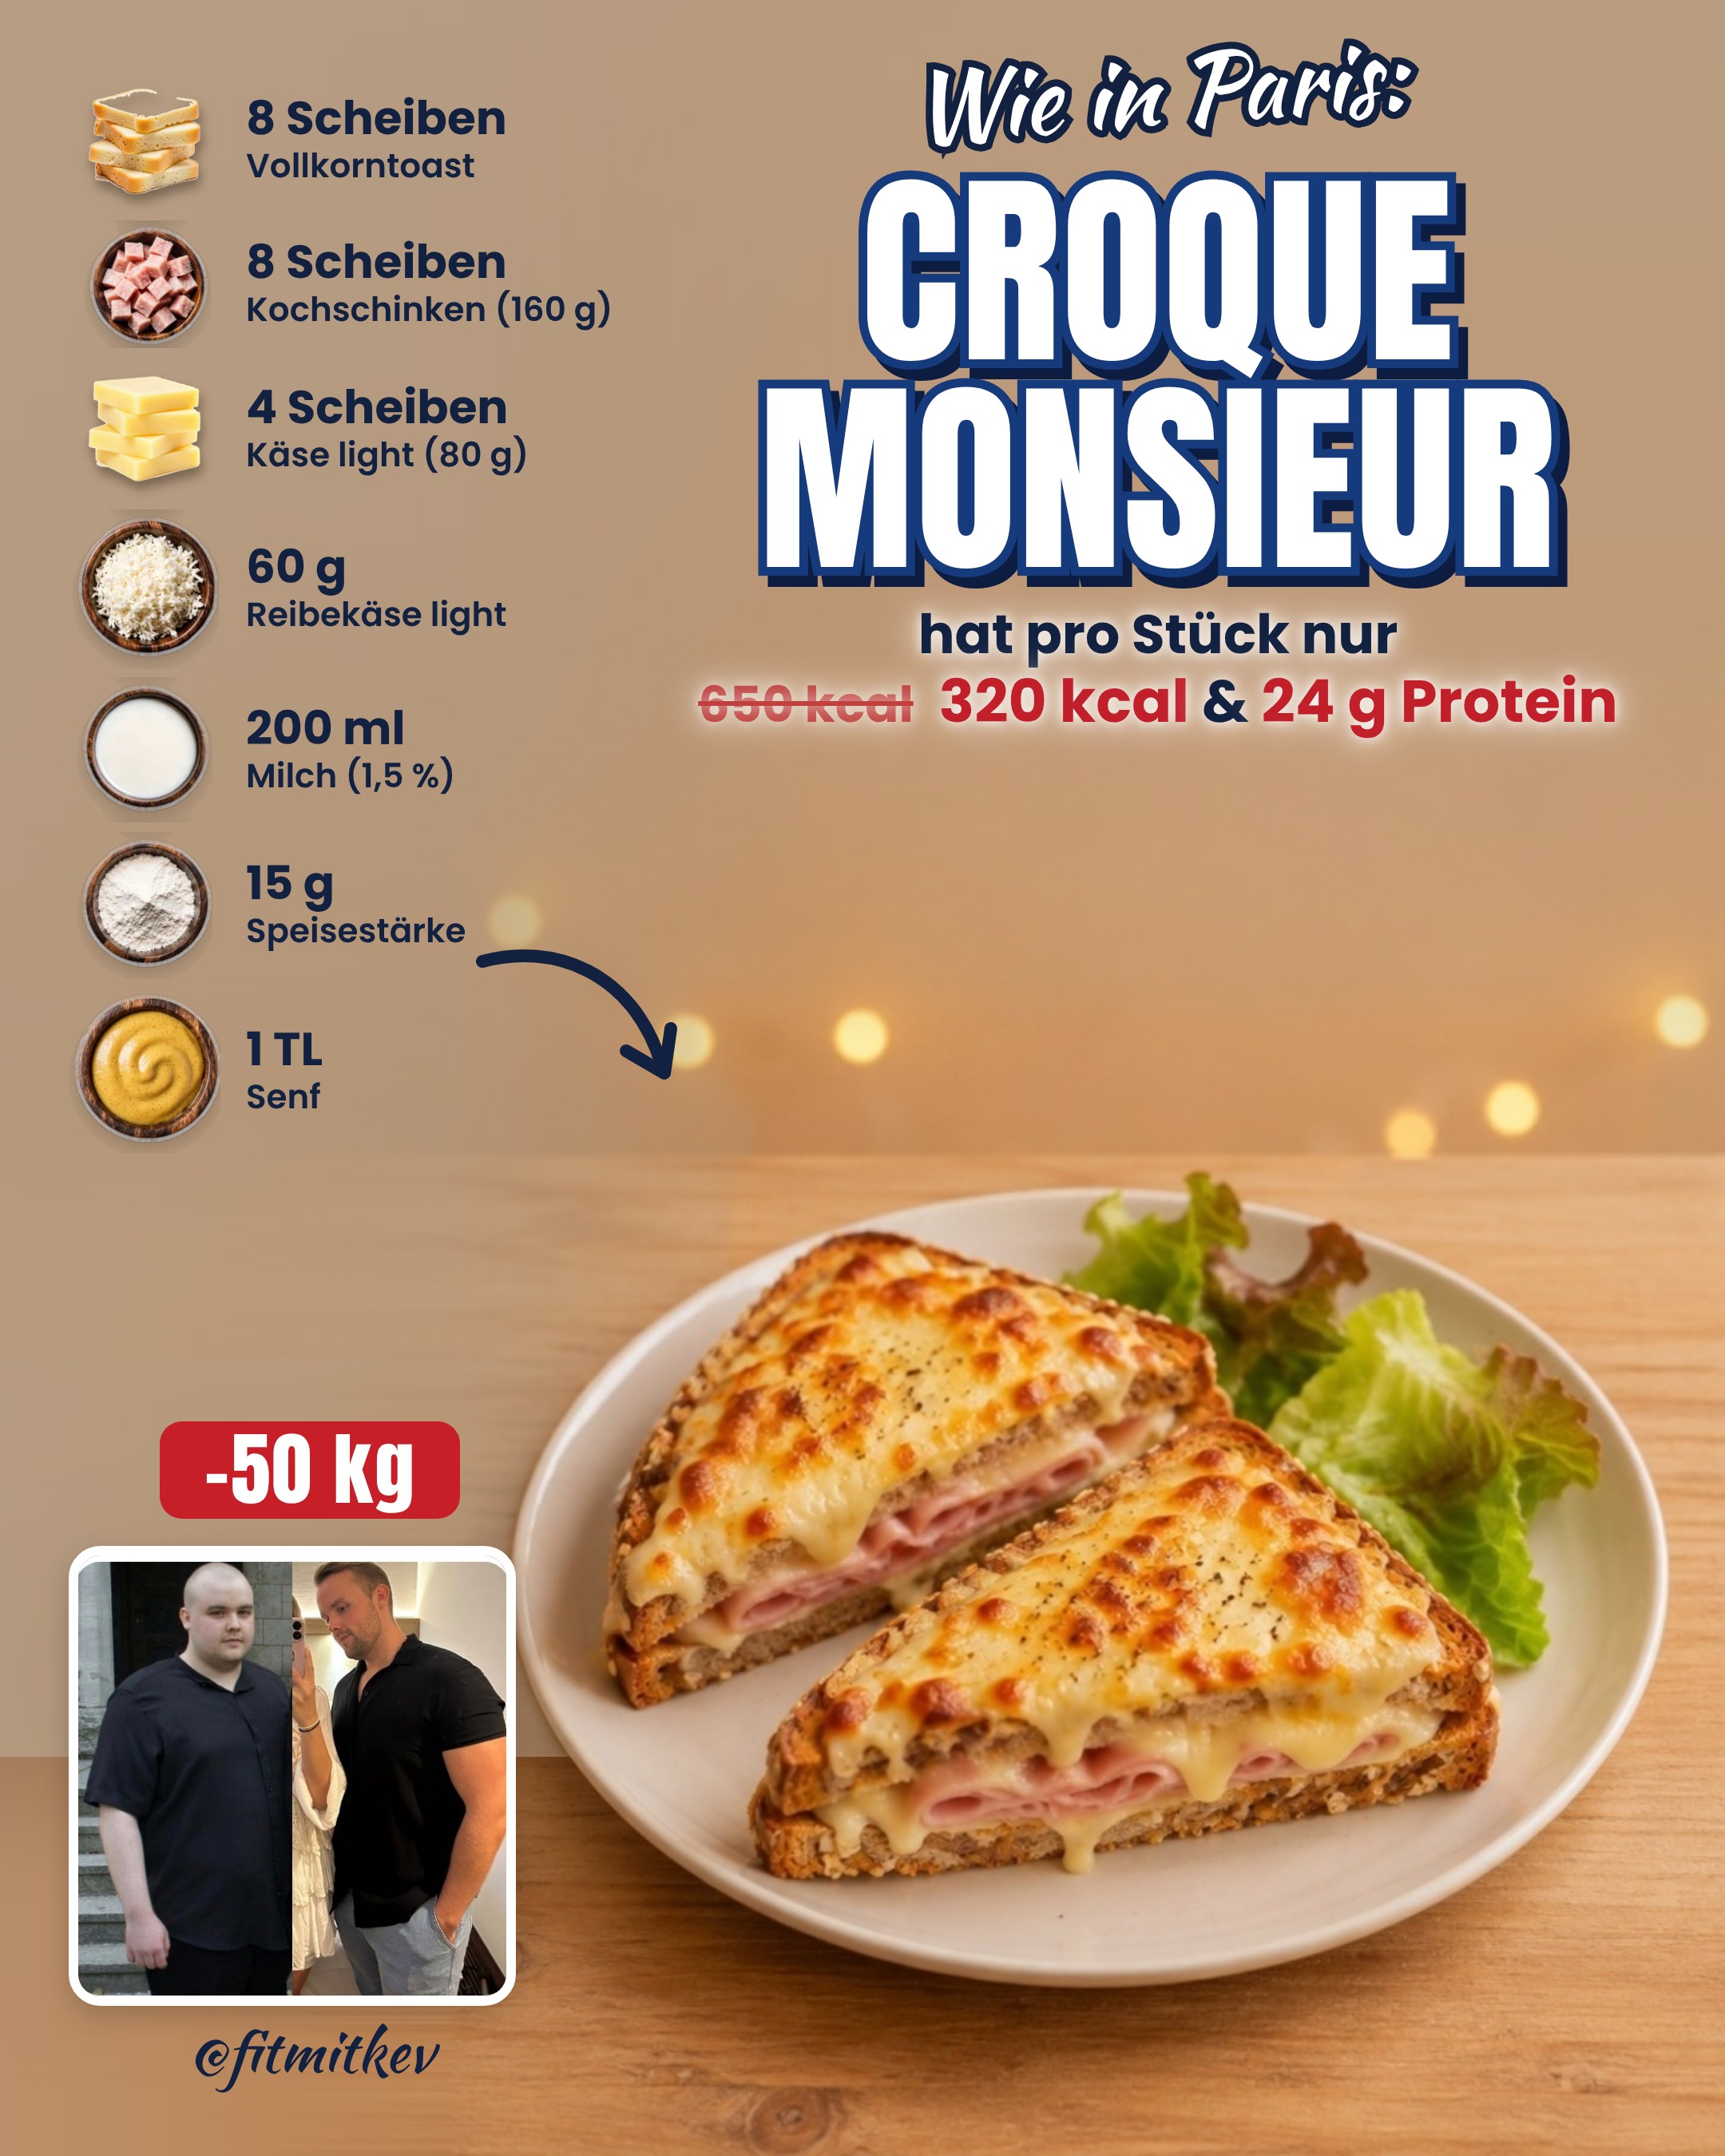 Wie in Paris:
CROQUE
MONSIEUR
hat pro Stück nur
650 kcal 320 kcal & 24 g Protein
8 Scheiben
Vollkorntoast
8 Scheiben
Kochschinken (160 g)
4 Scheiben
Käse light (80 g)
60 g
Reibekäse light
200 ml
Milch (1,5 %)
15 g
Speisestärke
1 TL
Senf
-50 kg
@fitmitkev